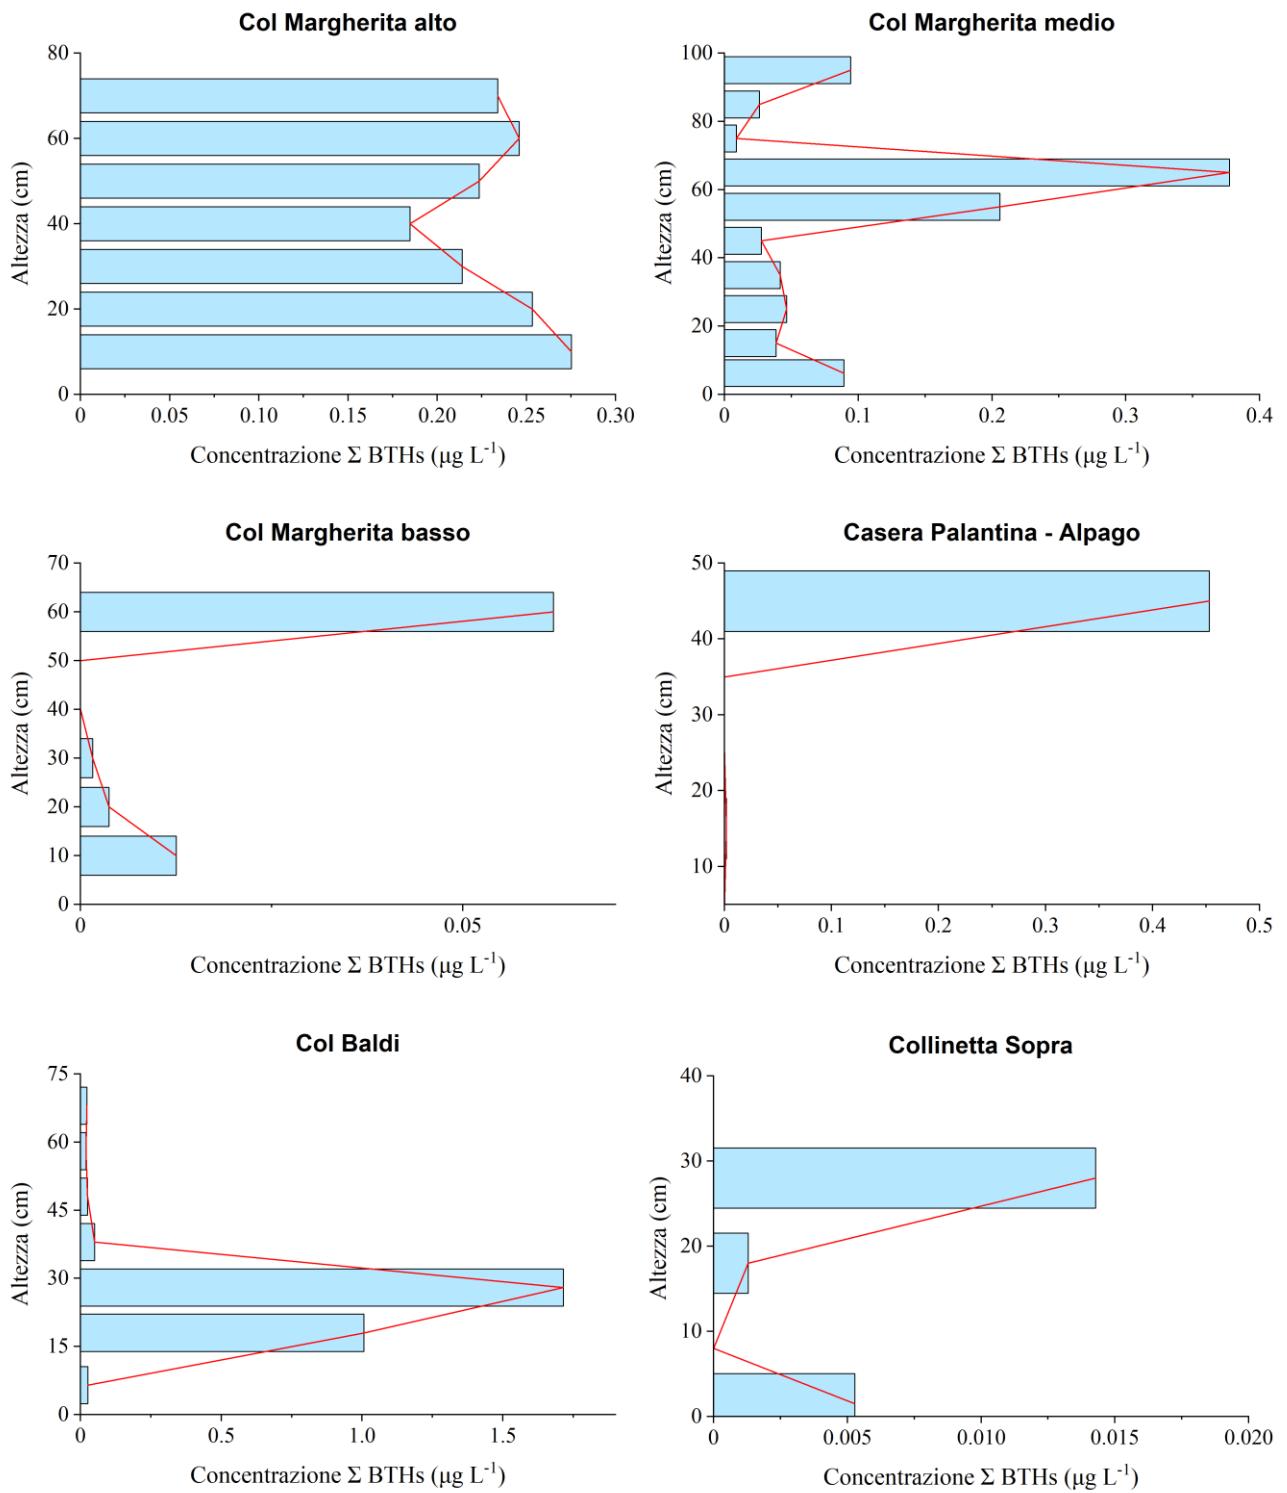 Col Margherita alto
80
60
40
20
0
Altezza (cm)
0 0.05 0.10 0.15 0.20 0.25 0.30
Concentrazione Σ BTHs (μg L⁻¹)
Col Margherita medio
100
80
60
40
20
0
Altezza (cm)
0 0.1 0.2 0.3 0.4
Concentrazione Σ BTHs (μg L⁻¹)
Col Margherita basso
70
60
50
40
30
20
10
0
Altezza (cm)
0 0.05
Concentrazione Σ BTHs (μg L⁻¹)
Casera Palantina - Alpago
50
40
30
20
10
Altezza (cm)
0 0.1 0.2 0.3 0.4 0.5
Concentrazione Σ BTHs (μg L⁻¹)
Col Baldi
75
60
45
30
15
0
Altezza (cm)
0 0.5 1.0 1.5
Concentrazione Σ BTHs (μg L⁻¹)
Collinetta Sopra
40
30
20
10
0
Altezza (cm)
0 0.005 0.010 0.015 0.020
Concentrazione Σ BTHs (μg L⁻¹)